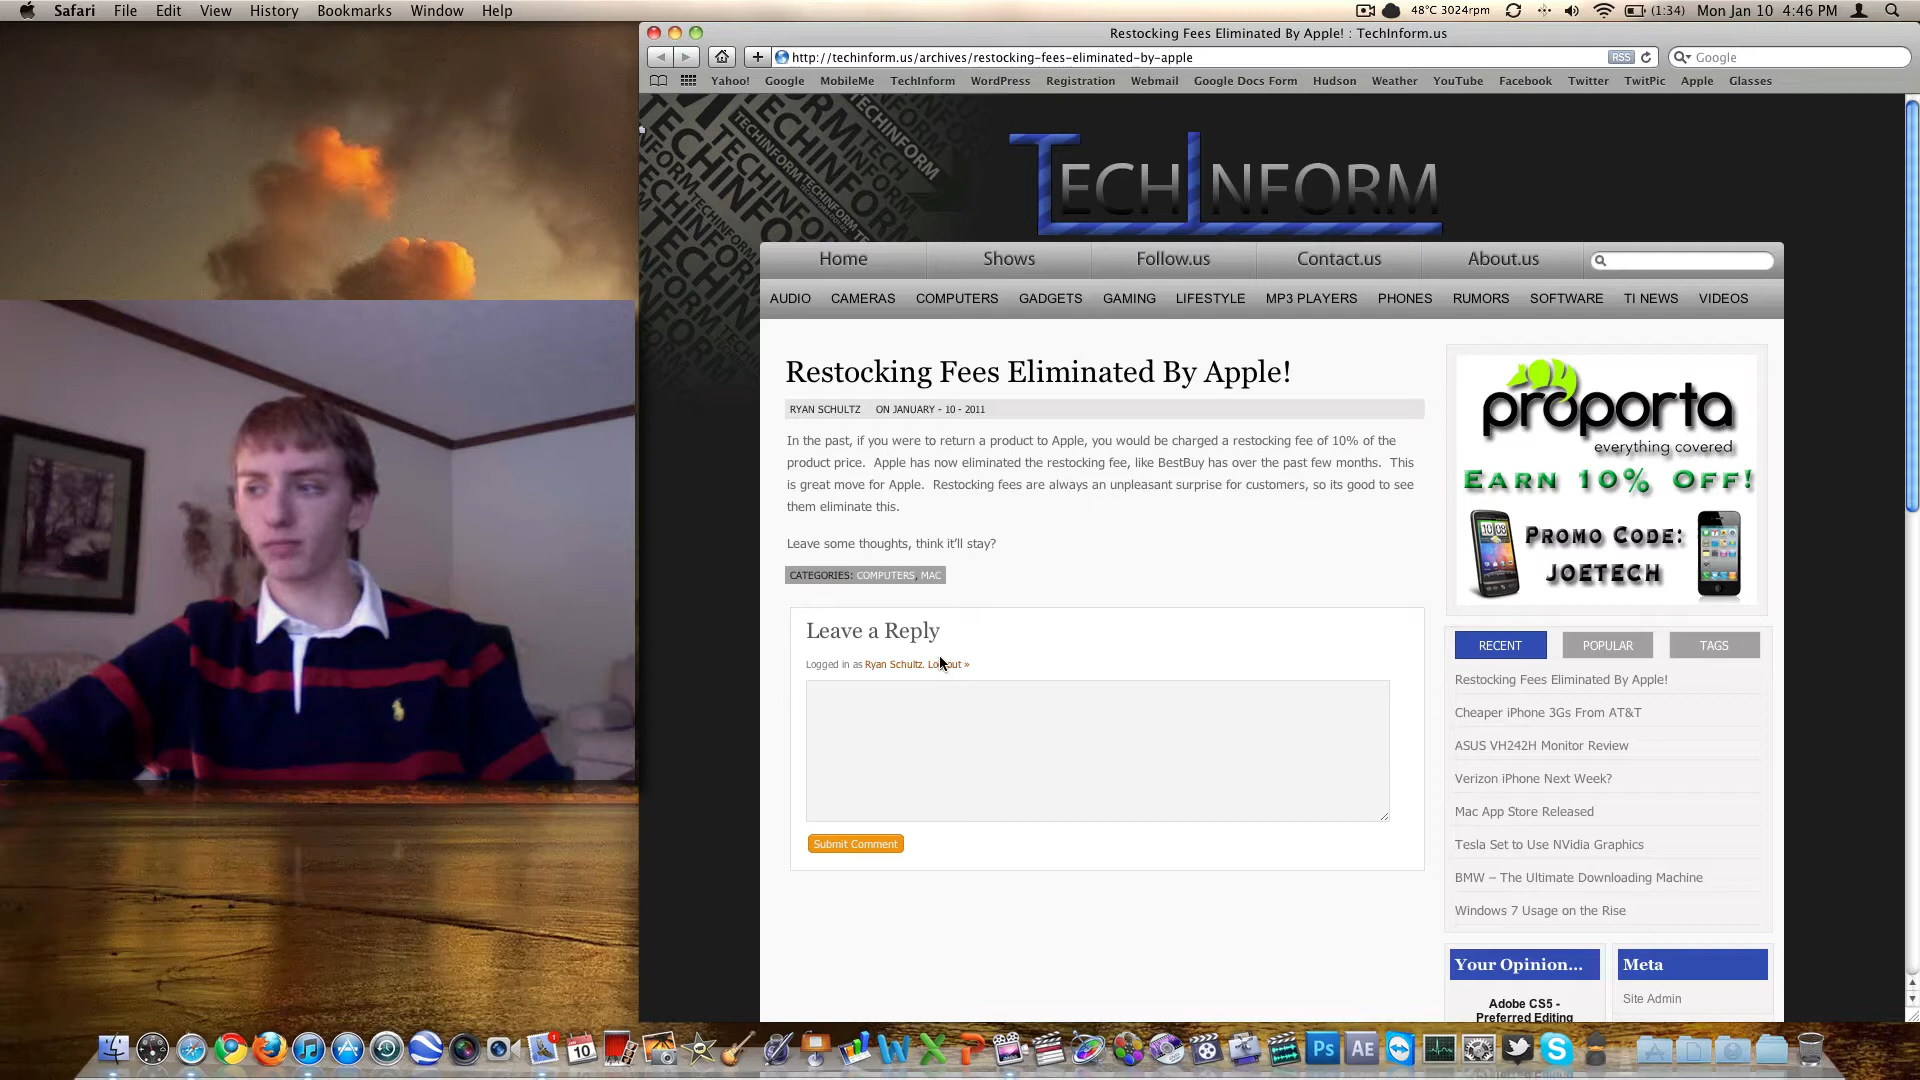 Safari File Edit View History Bookmarks Window Help
48°C 3024rpm (1:34) Mon Jan 10 4:46 PM
Restocking Fees Eliminated By Apple! : TechInform.us
http://techinform.us/archives/restocking-fees-eliminated-by-apple
RSS
Google
Yahoo! Google MobileMe TechInform WordPress Registration Webmail Google Docs Form Hudson Weather YouTube Facebook Twitter TwitPic Apple Glasses
TECHINFORM
Home Shows Follow.us Contact.us About.us
AUDIO CAMERAS COMPUTERS GADGETS GAMING LIFESTYLE MP3 PLAYERS PHONES RUMORS SOFTWARE TI NEWS VIDEOS
Restocking Fees Eliminated By Apple!
RYAN SCHULTZ ON JANUARY - 10 - 2011
In the past, if you were to return a product to Apple, you would be charged a restocking fee of 10% of the
product price. Apple has now eliminated the restocking fee, like BestBuy has over the past few months. This
is great move for Apple. Restocking fees are always an unpleasant surprise for customers, so its good to see
them eliminate this.
Leave some thoughts, think it'll stay?
CATEGORIES: COMPUTERS, MAC
Leave a Reply
Logged in as Ryan Schultz. Logout »
Submit Comment
proporta
everything covered
EARN 10% OFF!
PROMO CODE:
JOETECH
RECENT POPULAR TAGS
Restocking Fees Eliminated By Apple!
Cheaper iPhone 3Gs From AT&T
ASUS VH242H Monitor Review
Verizon iPhone Next Week?
Mac App Store Released
Tesla Set to Use NVidia Graphics
BMW – The Ultimate Downloading Machine
Windows 7 Usage on the Rise
Your Opinion...
Adobe CS5 -
Preferred Editing
Meta
Site Admin
10
Ps
AE